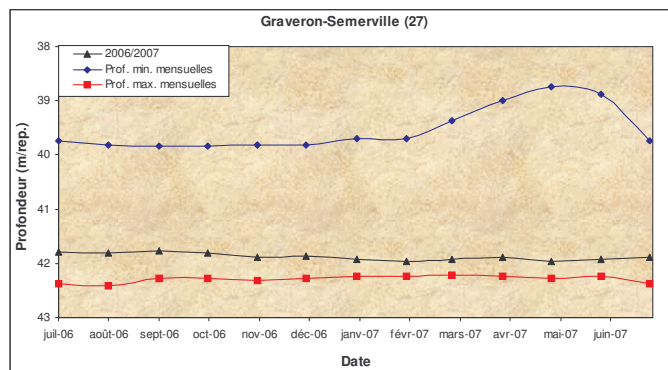 Graveron-Semerville (27)
2006/2007
Prof. min. mensuelles
Prof. max. mensuelles
Profondeur (m/rep.)
38
39
40
41
42
43
juil-06 août-06 sept-06 oct-06 nov-06 déc-06 janv-07 févr-07 mars-07 avr-07 mai-07 juin-07
Date